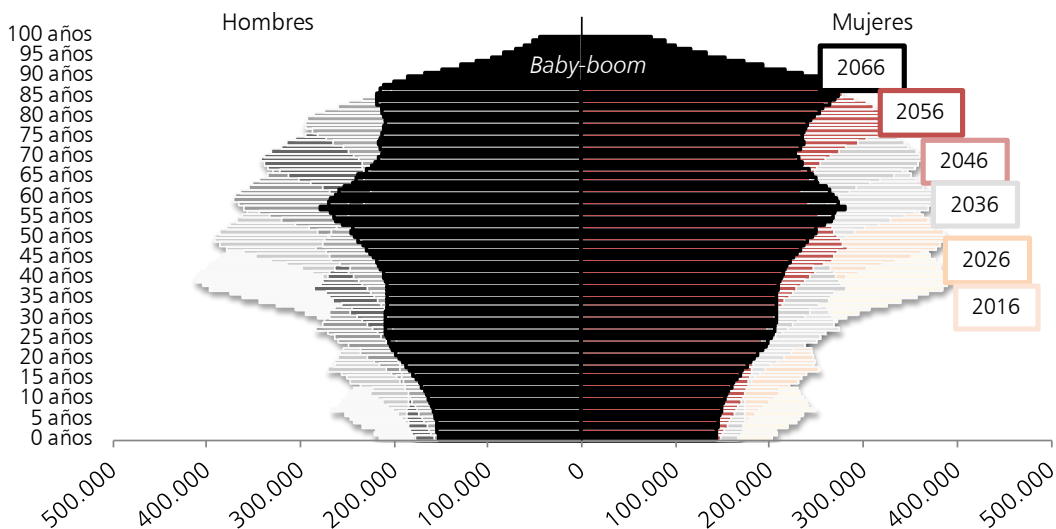 Hombres
Mujeres
100 años
95 años
90 años
85 años
80 años
75 años
70 años
65 años
60 años
55 años
50 años
45 años
40 años
35 años
30 años
25 años
20 años
15 años
10 años
5 años
0 años
Baby-boom
2066
2056
2046
2036
2026
2016
500.000
400.000
300.000
200.000
100.000
0
100.000
200.000
300.000
400.000
500.000